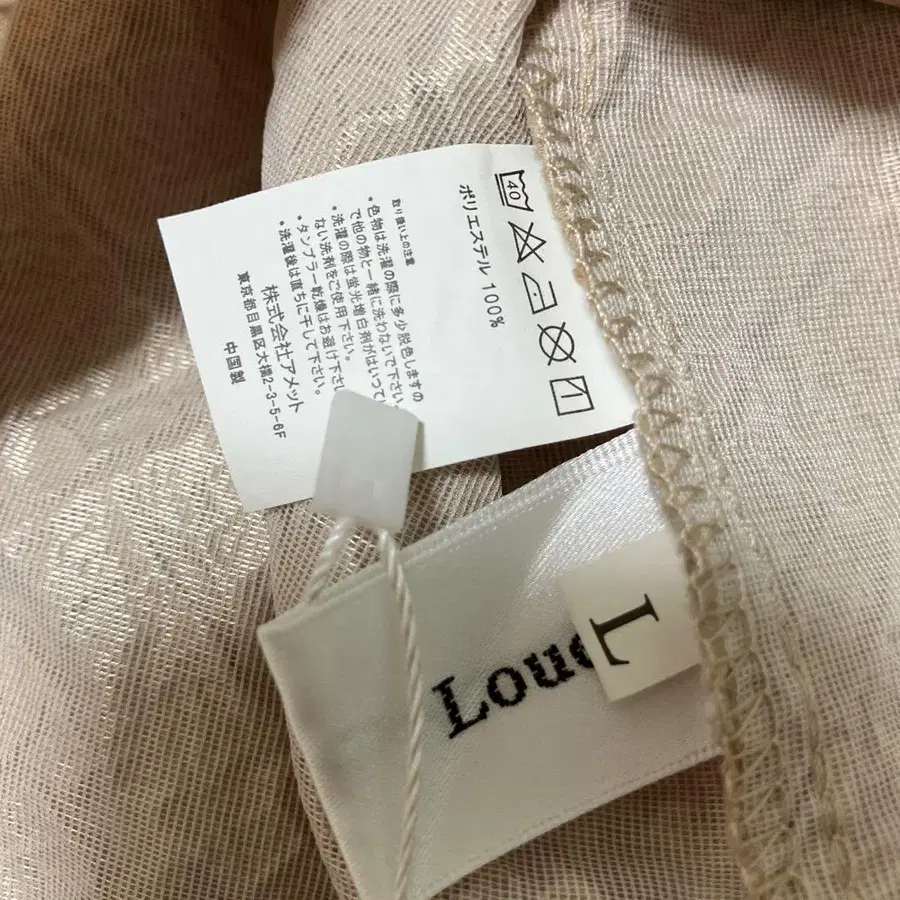 40
ポリエステル 100%
取り扱い上の注意
・色物は洗濯の際に多少脱色しますの
で他の物と一緒に洗わないで下さい
・洗濯の際は蛍光増白剤がはいって
ない洗剤をご使用下さい。
・タンブラー乾燥はお避け下さい
・洗濯後は直ちに干して下さい。
株式会社アメット
東京都目黒区大橋2-3-5-6F
中国製
L